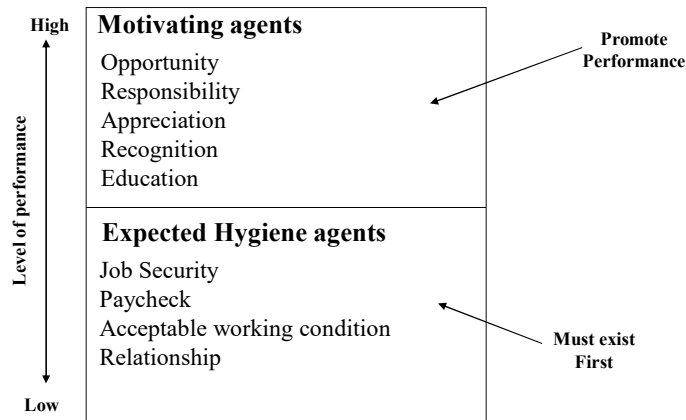 High
Motivating agents
Opportunity
Responsibility
Appreciation
Recognition
Education
Promote
Performance
Level of performance
Expected Hygiene agents
Job Security
Paycheck
Acceptable working condition
Relationship
Must exist
First
Low